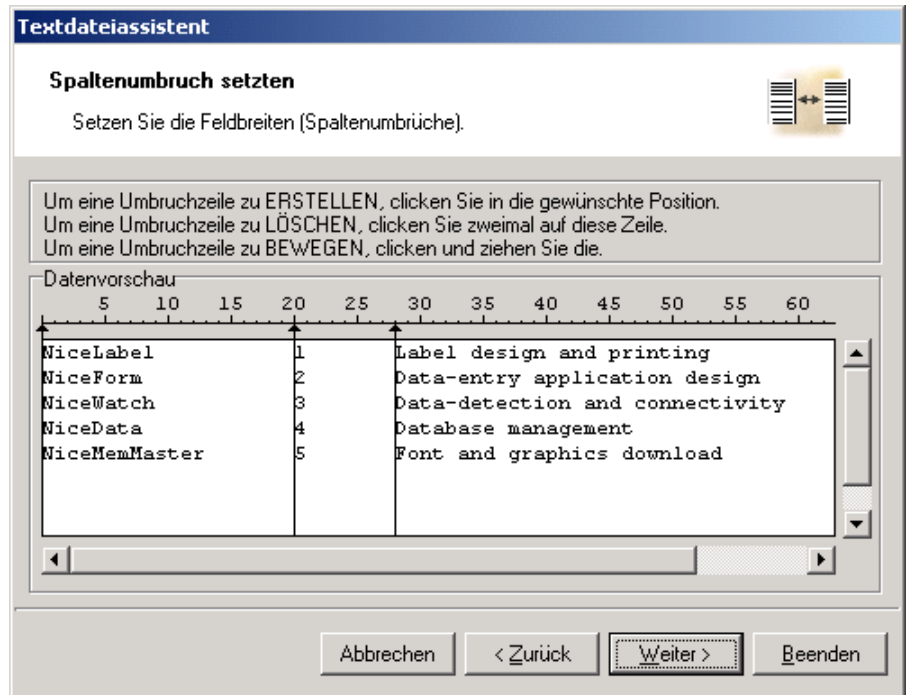 Textdateiassistent
Spaltenumbruch setzten
Setzen Sie die Feldbreiten (Spaltenumbrüche).
Um eine Umbruchzeile zu ERSTELLEN, clicken Sie in die gewünschte Position.
Um eine Umbruchzeile zu LÖSCHEN, clicken Sie zweimal auf diese Zeile.
Um eine Umbruchzeile zu BEWEGEN, clicken und ziehen Sie die.
Datenvorschau
5 10 15 20 25 30 35 40 45 50 55 60
NiceLabel 1 Label design and printing
NiceForm 2 Data-entry application design
NiceWatch 3 Data-detection and connectivity
NiceData 4 Database management
NiceMemMaster 5 Font and graphics download
Abbrechen < Zurück Weiter > Beenden